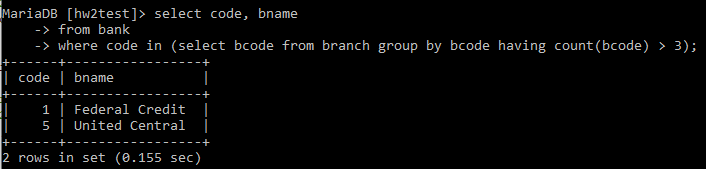 MariaDB [hw2test]> select code, bname
    -> from bank
    -> where code in (select bcode from branch group by bcode having count(bcode) > 3);
+------+----------------+
| code | bname          |
+------+----------------+
|    1 | Federal Credit |
|    5 | United Central |
+------+----------------+
2 rows in set (0.155 sec)